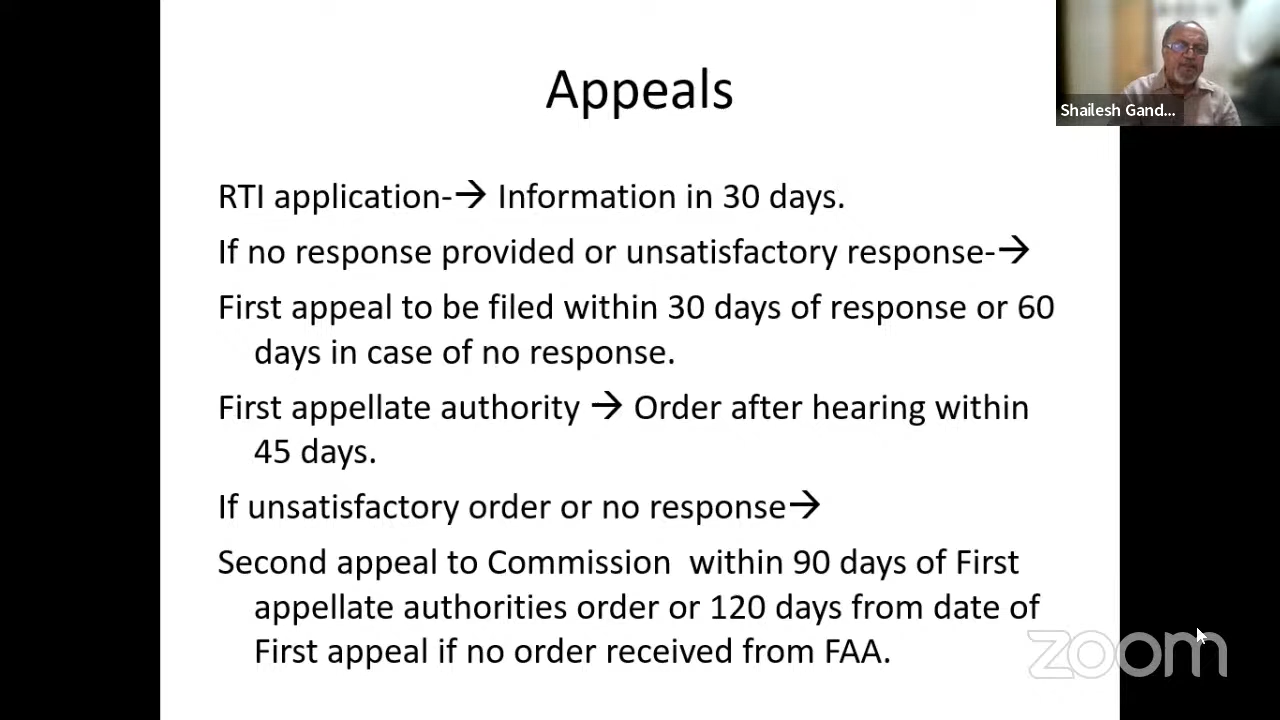 Appeals
Shailesh Gand...
RTI application-→ Information in 30 days.
If no response provided or unsatisfactory response-→
First appeal to be filed within 30 days of response or 60
days in case of no response.
First appellate authority → Order after hearing within
45 days.
If unsatisfactory order or no response→
Second appeal to Commission  within 90 days of First
appellate authorities order or 120 days from date of
First appeal if no order received from FAA.
zoom